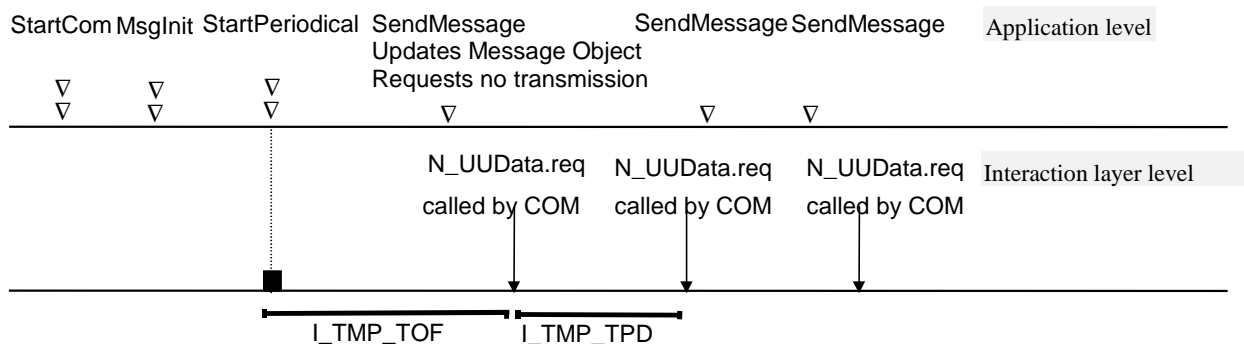 StartCom MsgInit StartPeriodical SendMessage SendMessage SendMessage Application level
Updates Message Object
Requests no transmission
∇ ∇ ∇
∇ ∇ ∇ ∇ ∇ ∇
N_UUData.req N_UUData.req N_UUData.req Interaction layer level
called by COM called by COM called by COM
I_TMP_TOF I_TMP_TPD